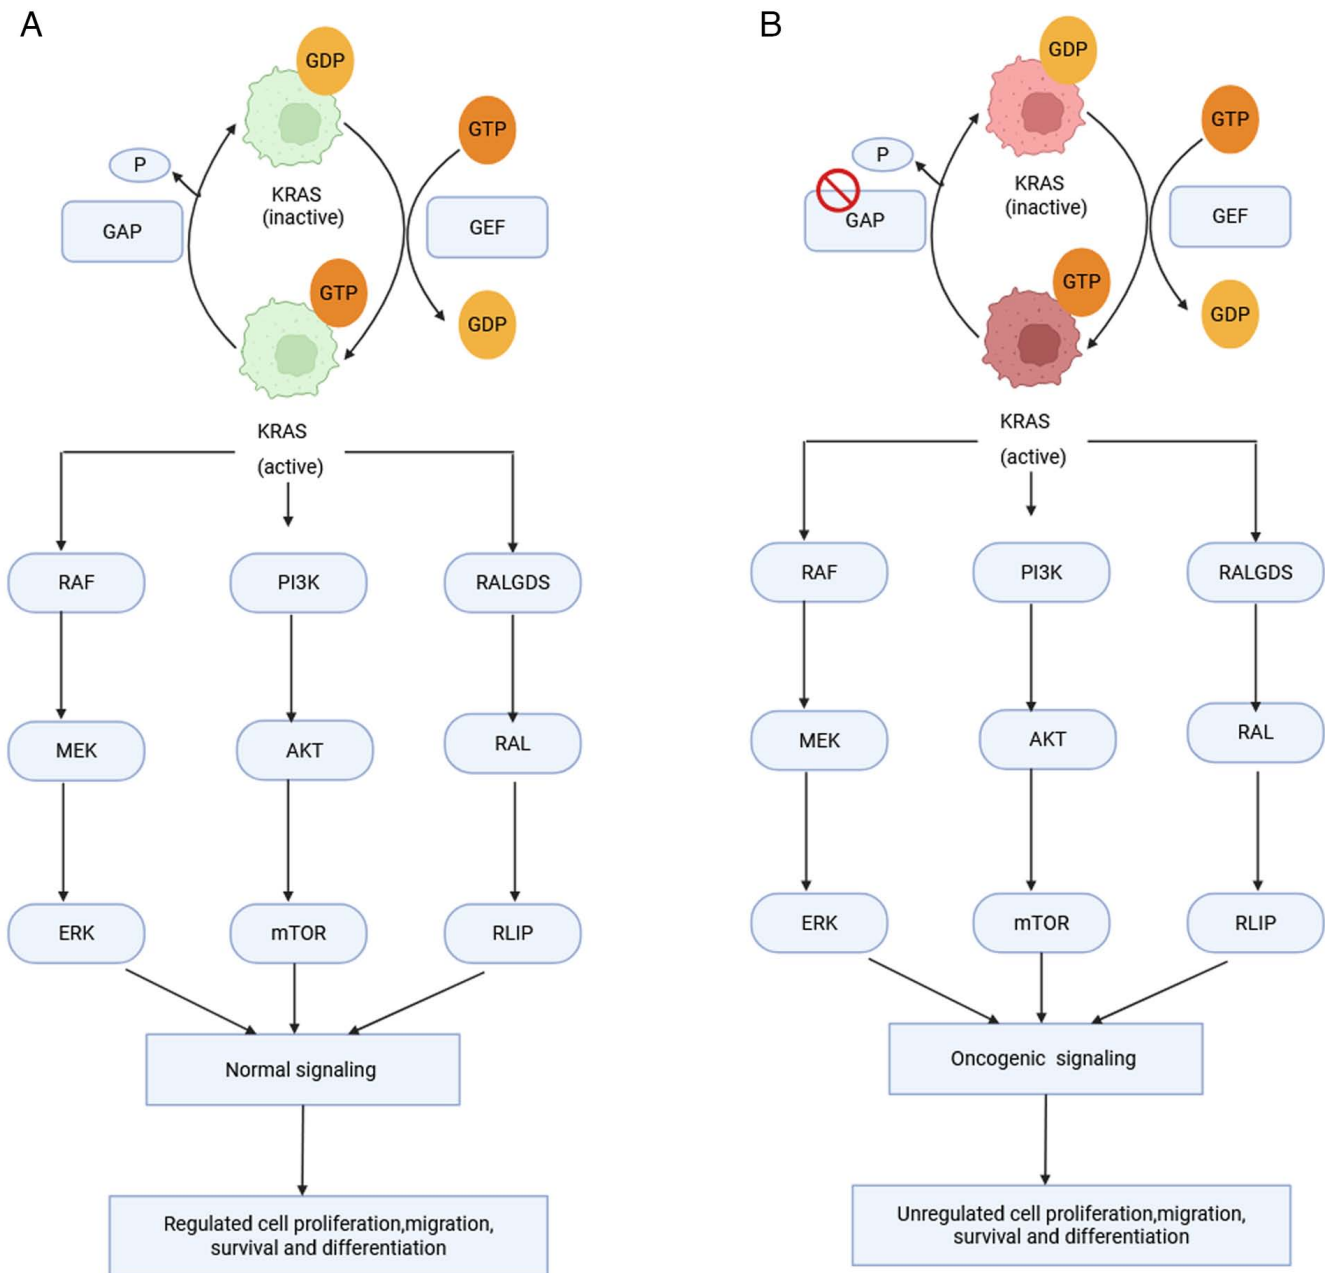 A
GDP
GTP
P
KRAS
(inactive)
GAP
GEF
GTP
GDP
KRAS
(active)
RAF
PI3K
RALGDS
MEK
AKT
RAL
ERK
mTOR
RLIP
Normal signaling
Regulated cell proliferation,migration,
survival and differentiation
B
GDP
GTP
P
KRAS
(inactive)
GAP
GEF
GTP
GDP
KRAS
(active)
RAF
PI3K
RALGDS
MEK
AKT
RAL
ERK
mTOR
RLIP
Oncogenic signaling
Unregulated cell proliferation,migration,
survival and differentiation